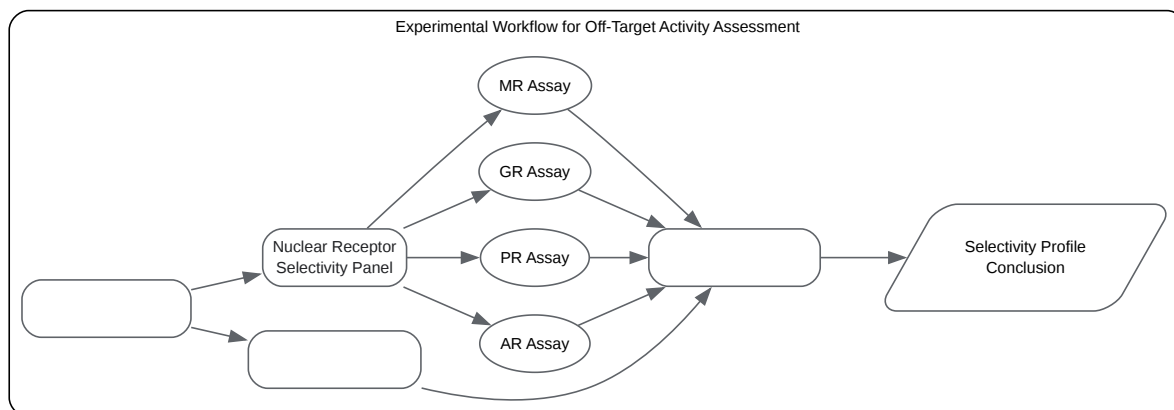 Experimental Workflow for Off-Target Activity Assessment
MR Assay
GR Assay
Nuclear Receptor
Selectivity Panel
PR Assay
Selectivity Profile
Conclusion
AR Assay